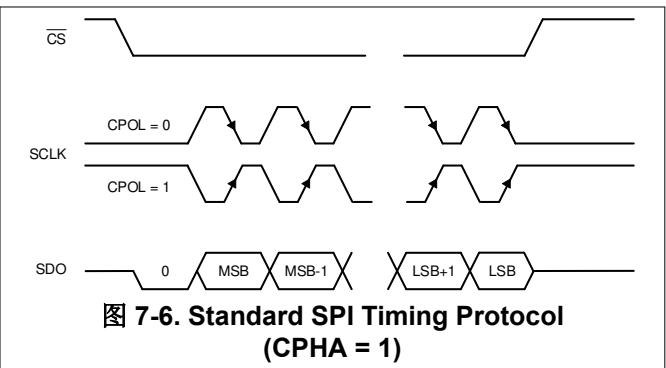 CS
CPOL = 0
SCLK
CPOL = 1
SDO
0 MSB MSB-1 LSB+1 LSB
图 7-6. Standard SPI Timing Protocol
(CPHA = 1)